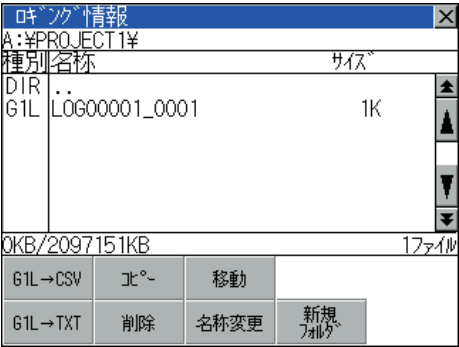 ﾛｷﾞﾝｸﾞ情報
A:¥PROJECT1¥
種別 名称 ｻｲｽﾞ
DIR ..
G1L LOG00001_0001 1K
0KB/2097151KB 1ﾌｧｲﾙ
G1L→CSV ｺﾋﾟｰ 移動
G1L→TXT 削除 名称変更 新規
ﾌｫﾙﾀﾞ